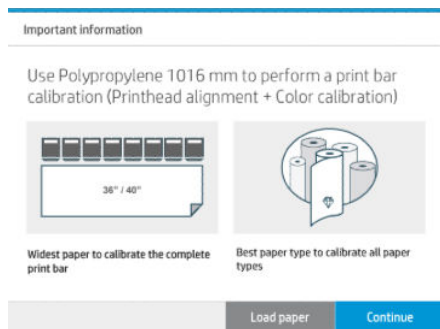 Important information
Use Polypropylene 1016 mm to perform a print bar
calibration (Printhead alignment + Color calibration)
36" / 40"
Widest paper to calibrate the complete
print bar
Best paper type to calibrate all paper
types
Load paper
Continue